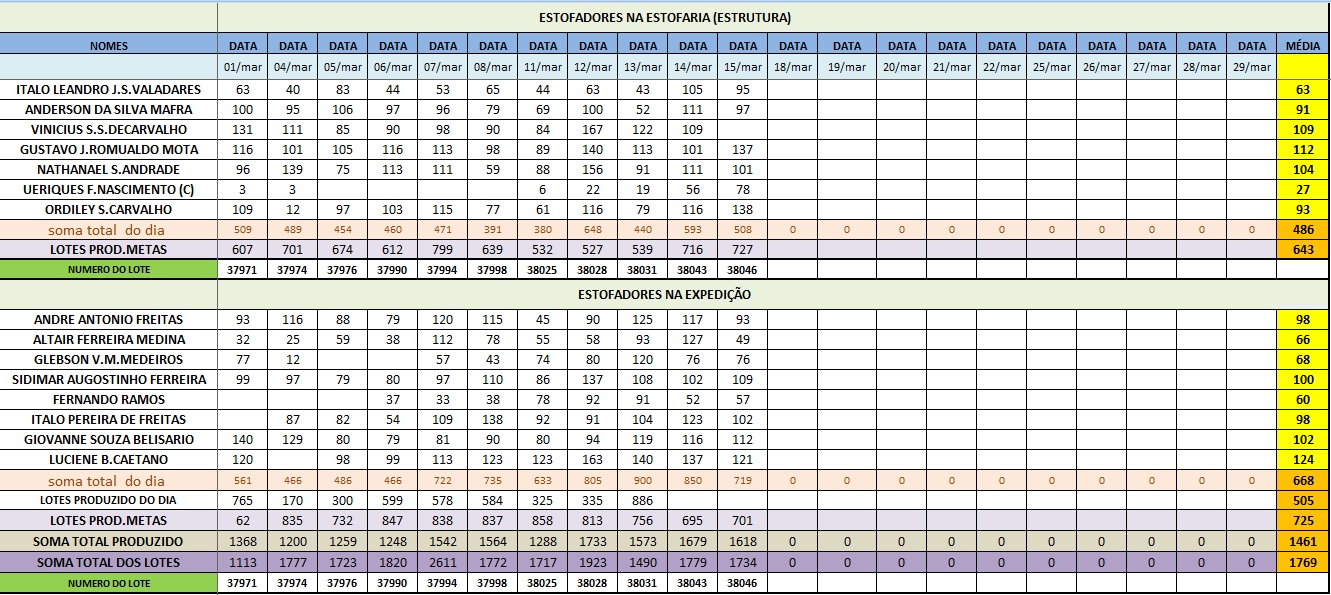 ESTOFADORES NA ESTOFARIA (ESTRUTURA)
NOMES DATA DATA DATA DATA DATA DATA DATA DATA DATA DATA DATA DATA DATA DATA DATA DATA DATA DATA DATA DATA DATA MÉDIA
01/mar 04/mar 05/mar 06/mar 07/mar 08/mar 11/mar 12/mar 13/mar 14/mar 15/mar 18/mar 19/mar 20/mar 21/mar 22/mar 25/mar 26/mar 27/mar 28/mar 29/mar
ITALO LEANDRO J.S.VALADARES 63 40 83 44 53 65 44 63 43 105 95 63
ANDERSON DA SILVA MAFRA 100 95 106 97 96 79 69 100 52 111 97 91
VINICIUS S.S.DECARVALHO 131 111 85 90 98 90 84 167 122 109 109
GUSTAVO J.ROMUALDO MOTA 116 101 105 116 113 98 89 140 113 101 137 112
NATHANAEL S.ANDRADE 96 139 75 113 111 59 88 156 91 111 101 104
UERIQUES F.NASCIMENTO (C) 3 3 6 22 19 56 78 27
ORDILEY S.CARVALHO 109 12 97 103 115 77 61 116 79 116 138 93
soma total do dia 509 489 454 460 471 391 380 648 440 593 508 0 0 0 0 0 0 0 0 0 0 486
LOTES PROD.METAS 607 701 674 612 799 639 532 527 539 716 727 643
NUMERO DO LOTE 37971 37974 37976 37990 37994 37998 38025 38028 38031 38043 38046
ESTOFADORES NA EXPEDIÇÃO
ANDRE ANTONIO FREITAS 93 116 88 79 120 115 45 90 125 117 93 98
ALTAIR FERREIRA MEDINA 32 25 59 38 112 78 55 58 93 127 49 66
GLEBSON V.M.MEDEIROS 77 12 57 43 74 80 120 76 76 68
SIDIMAR AUGOSTINHO FERREIRA 99 97 79 80 97 110 86 137 108 102 109 100
FERNANDO RAMOS 37 33 38 78 92 91 52 57 60
ITALO PEREIRA DE FREITAS 87 82 54 109 138 92 91 104 123 102 98
GIOVANNE SOUZA BELISARIO 140 129 80 79 81 90 80 94 119 116 112 102
LUCIENE B.CAETANO 120 98 99 113 123 123 163 140 137 121 124
soma total do dia 561 466 486 466 722 735 633 805 900 850 719 0 0 0 0 0 0 0 0 0 0 668
LOTES PRODUZIDO DO DIA 765 170 300 599 578 584 325 335 886 505
LOTES PROD.METAS 62 835 732 847 838 837 858 813 756 695 701 725
SOMA TOTAL PRODUZIDO 1368 1200 1259 1248 1542 1564 1288 1733 1573 1679 1618 0 0 0 0 0 0 0 0 0 0 1461
SOMA TOTAL DOS LOTES 1113 1777 1723 1820 2611 1772 1717 1923 1490 1779 1734 0 0 0 0 0 0 0 0 0 0 1769
NUMERO DO LOTE 37971 37974 37976 37990 37994 37998 38025 38028 38031 38043 38046